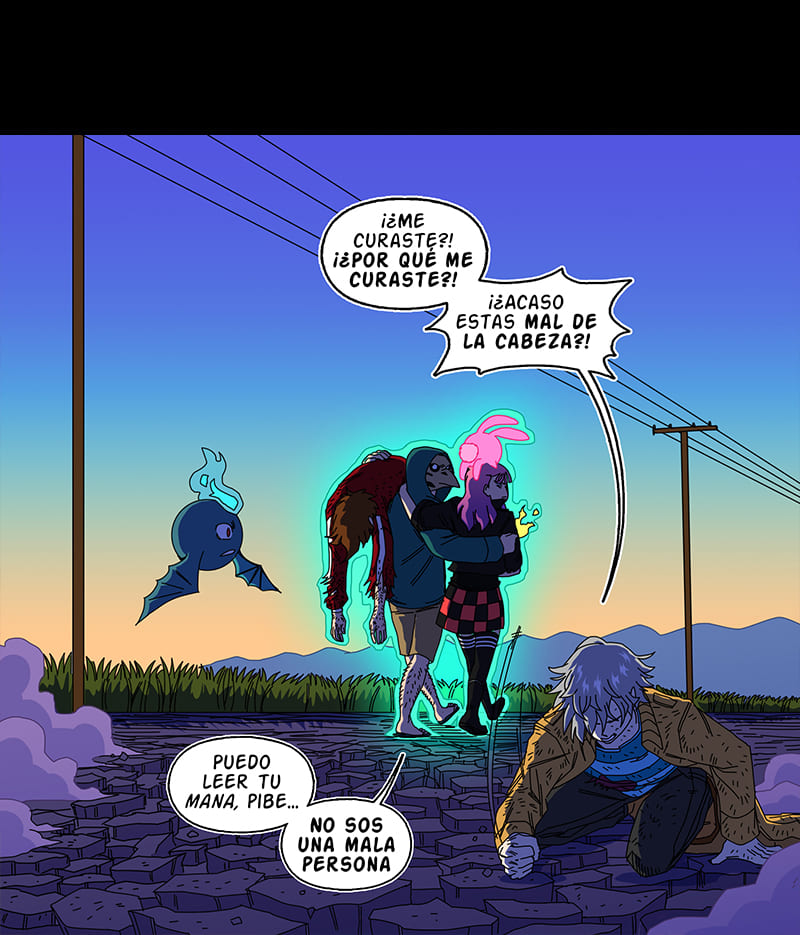 ¡¿ME
CURASTE?!
¡¿POR QUÉ ME
CURASTE?!
¡¿ACASO
ESTAS MAL DE
LA CABEZA?!
PUEDO
LEER TU
MANA, PIBE...
NO SOS
UNA MALA
PERSONA